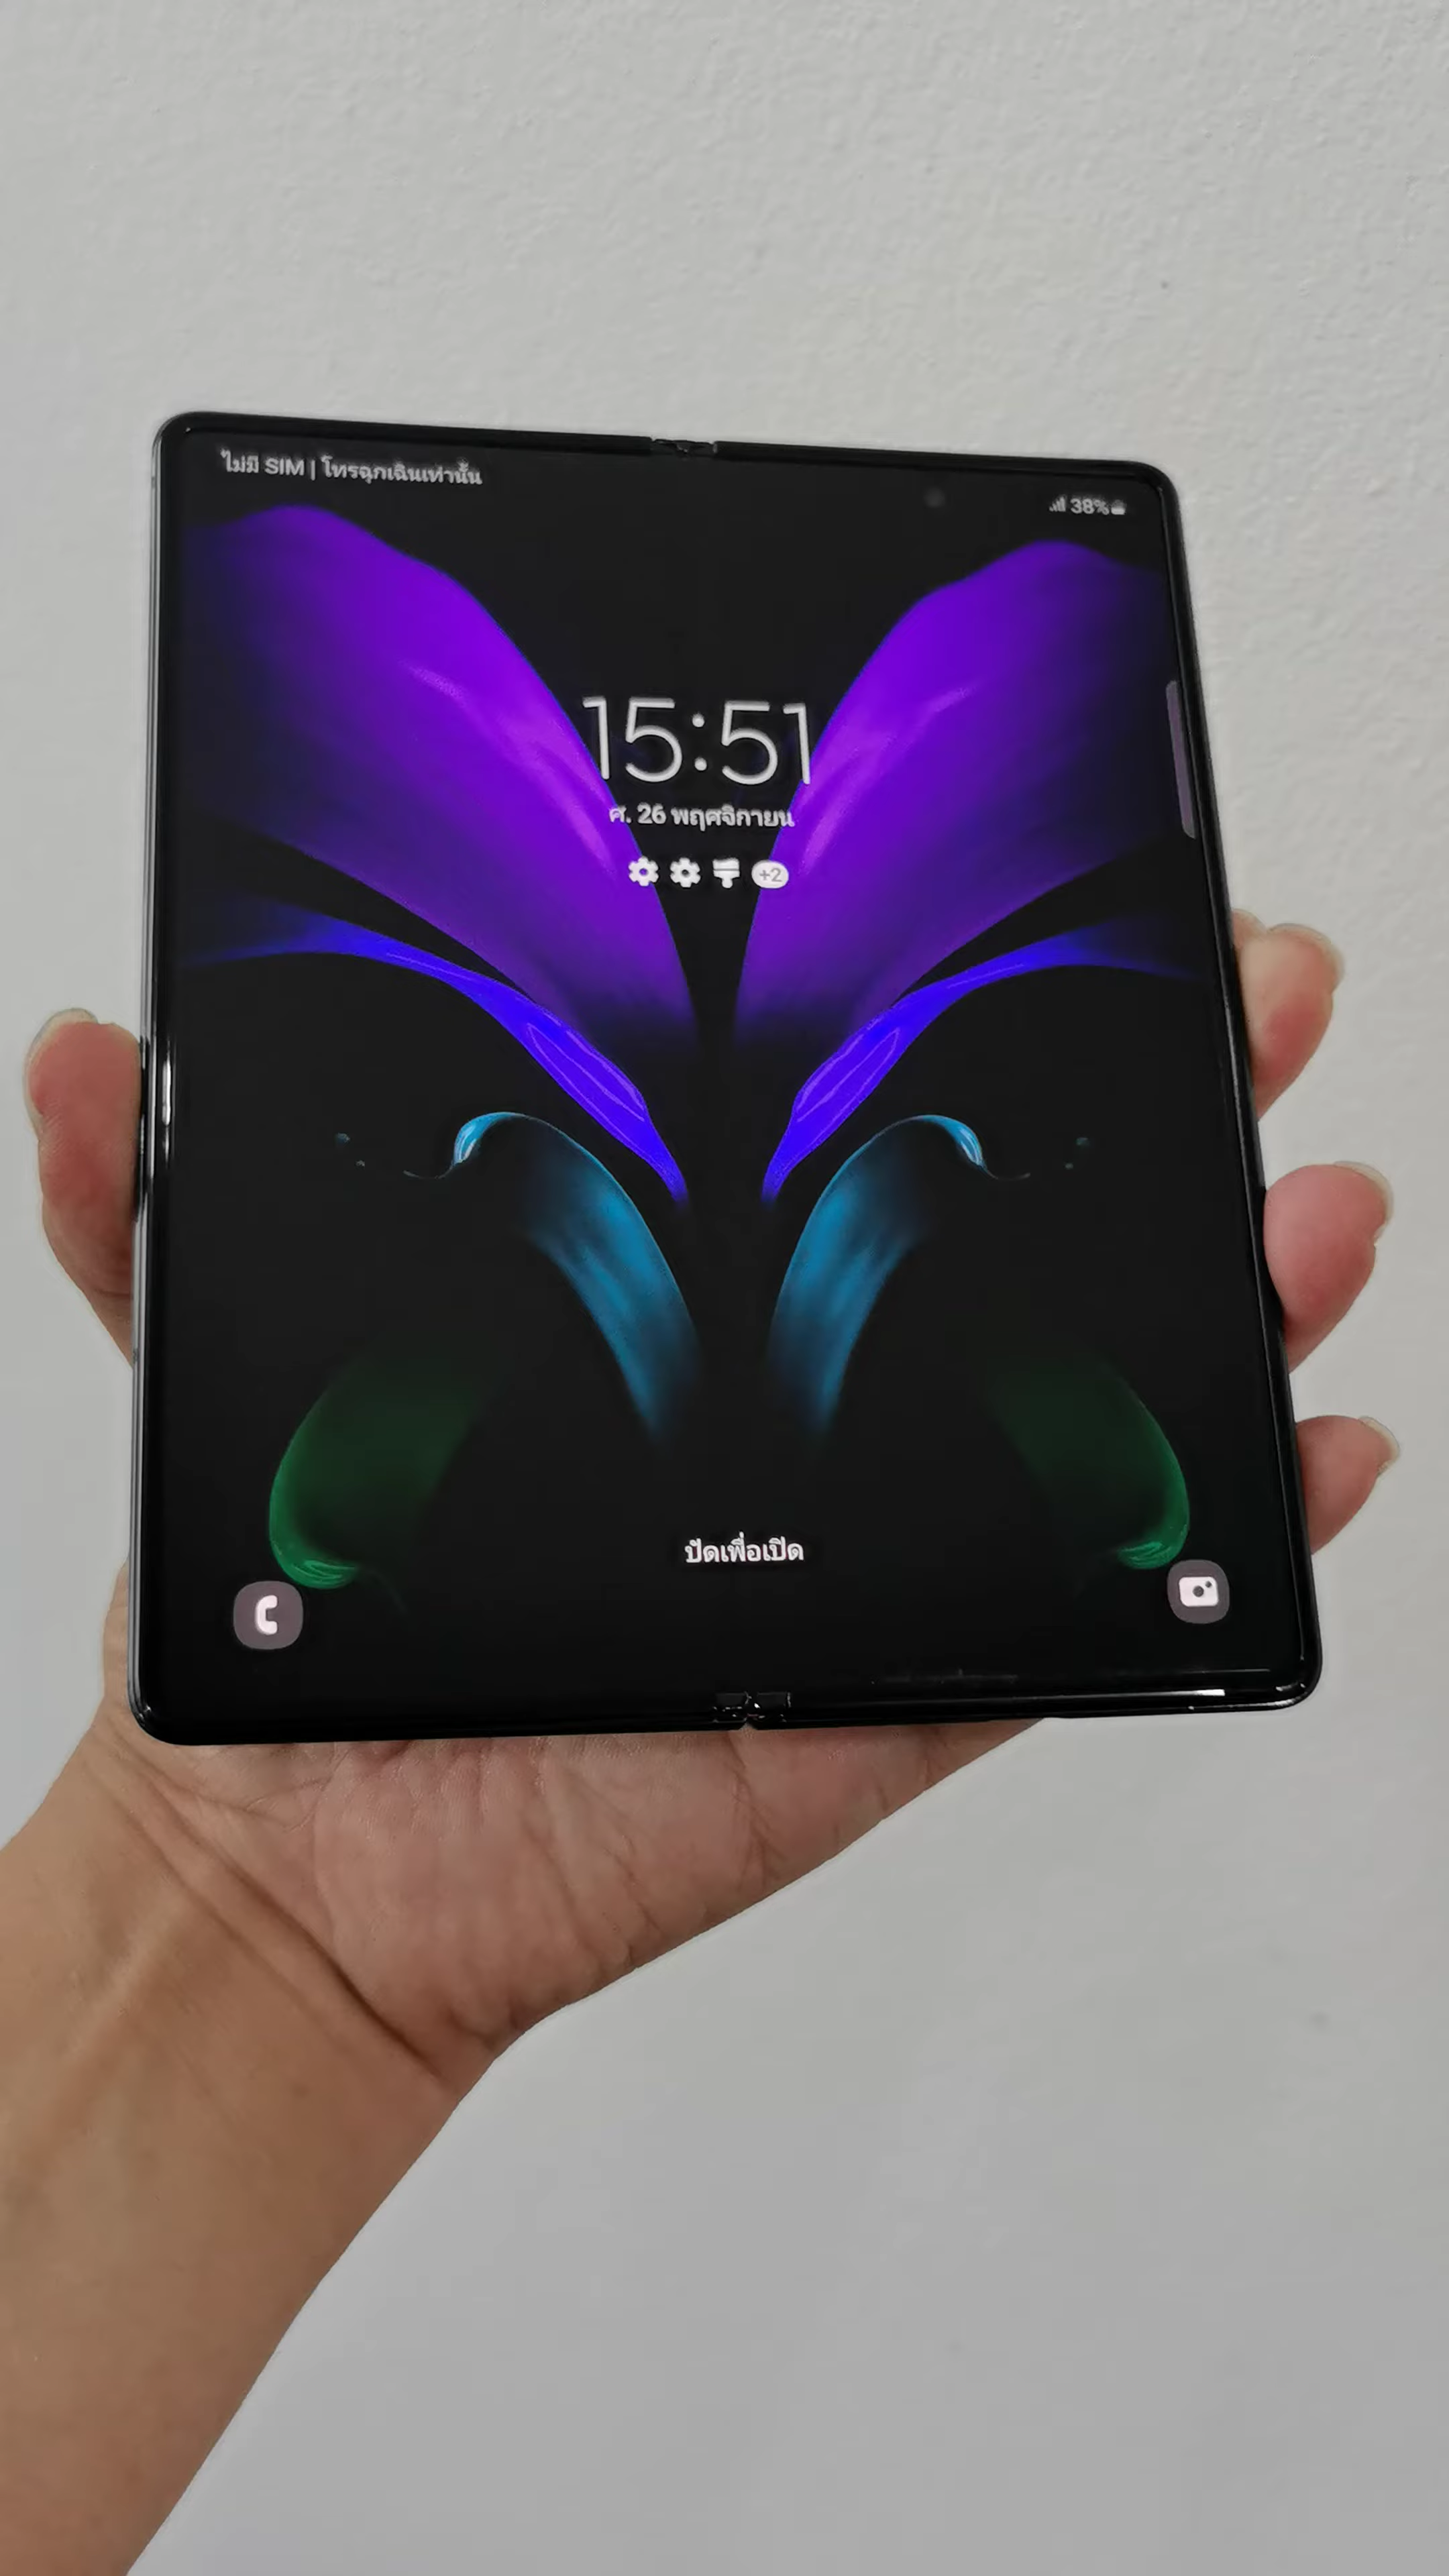 ไม่มี SIM | โทรฉุกเฉินเท่านั้น
38%
15:51
ศ. 26 พฤศจิกายน
+2
ปัดเพื่อเปิด